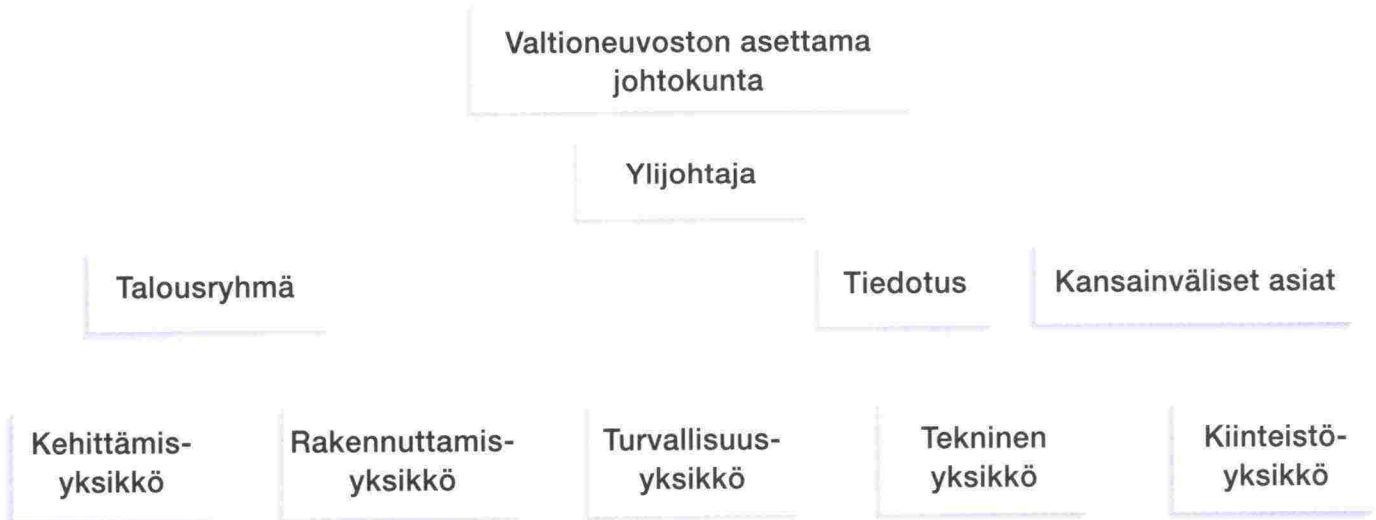 Valtioneuvoston asettama
johtokunta
Ylijohtaja
Talousryhmä
Tiedotus
Kansainväliset asiat
Kehittämis-
yksikkö
Rakennuttamis-
yksikkö
Turvallisuus-
yksikkö
Tekninen
yksikkö
Kiinteistö-
yksikkö